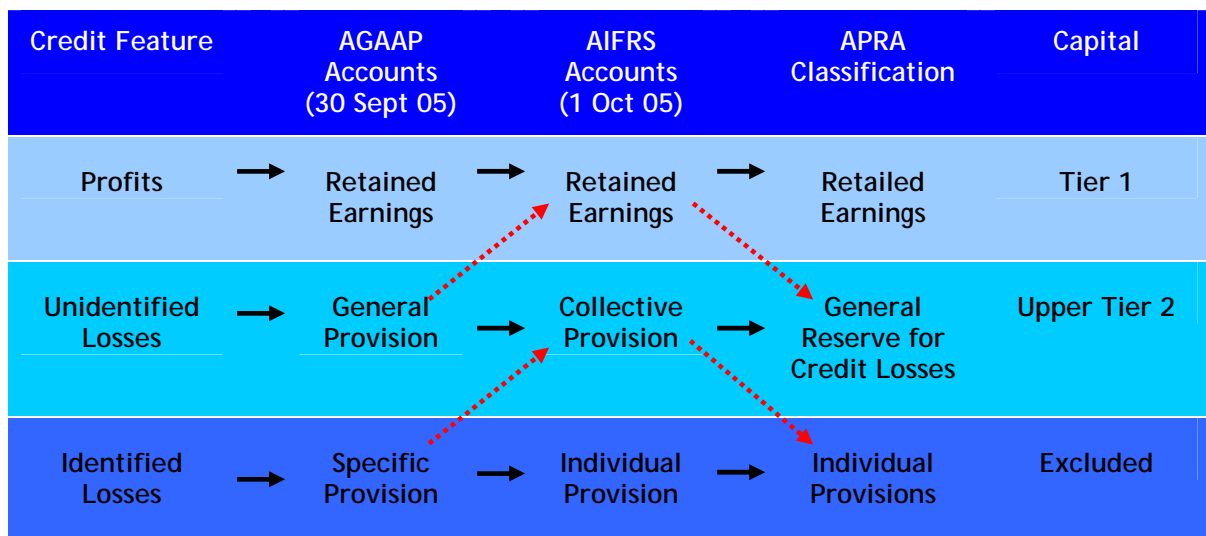 Credit Feature
AGAAP
Accounts
(30 Sept 05)
AIFRS
Accounts
(1 Oct 05)
APRA
Classification
Capital
Profits
Retained
Earnings
Retained
Earnings
Retailed
Earnings
Tier 1
Unidentified
Losses
General
Provision
Collective
Provision
General
Reserve for
Credit Losses
Upper Tier 2
Identified
Losses
Specific
Provision
Individual
Provision
Individual
Provisions
Excluded